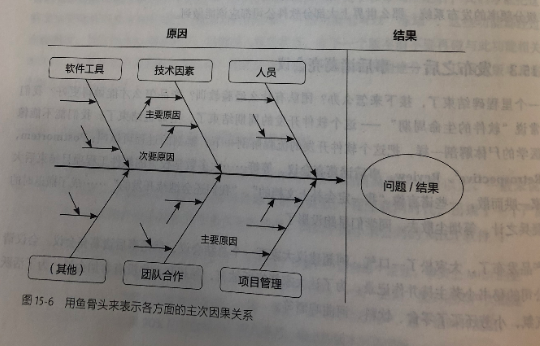 原因
结果
软件工具
技术因素
人员
主要原因
次要原因
问题/结果
主要原因
(其他)
团队合作
项目管理
图15-6 用鱼骨头来表示各方面的主次因果关系